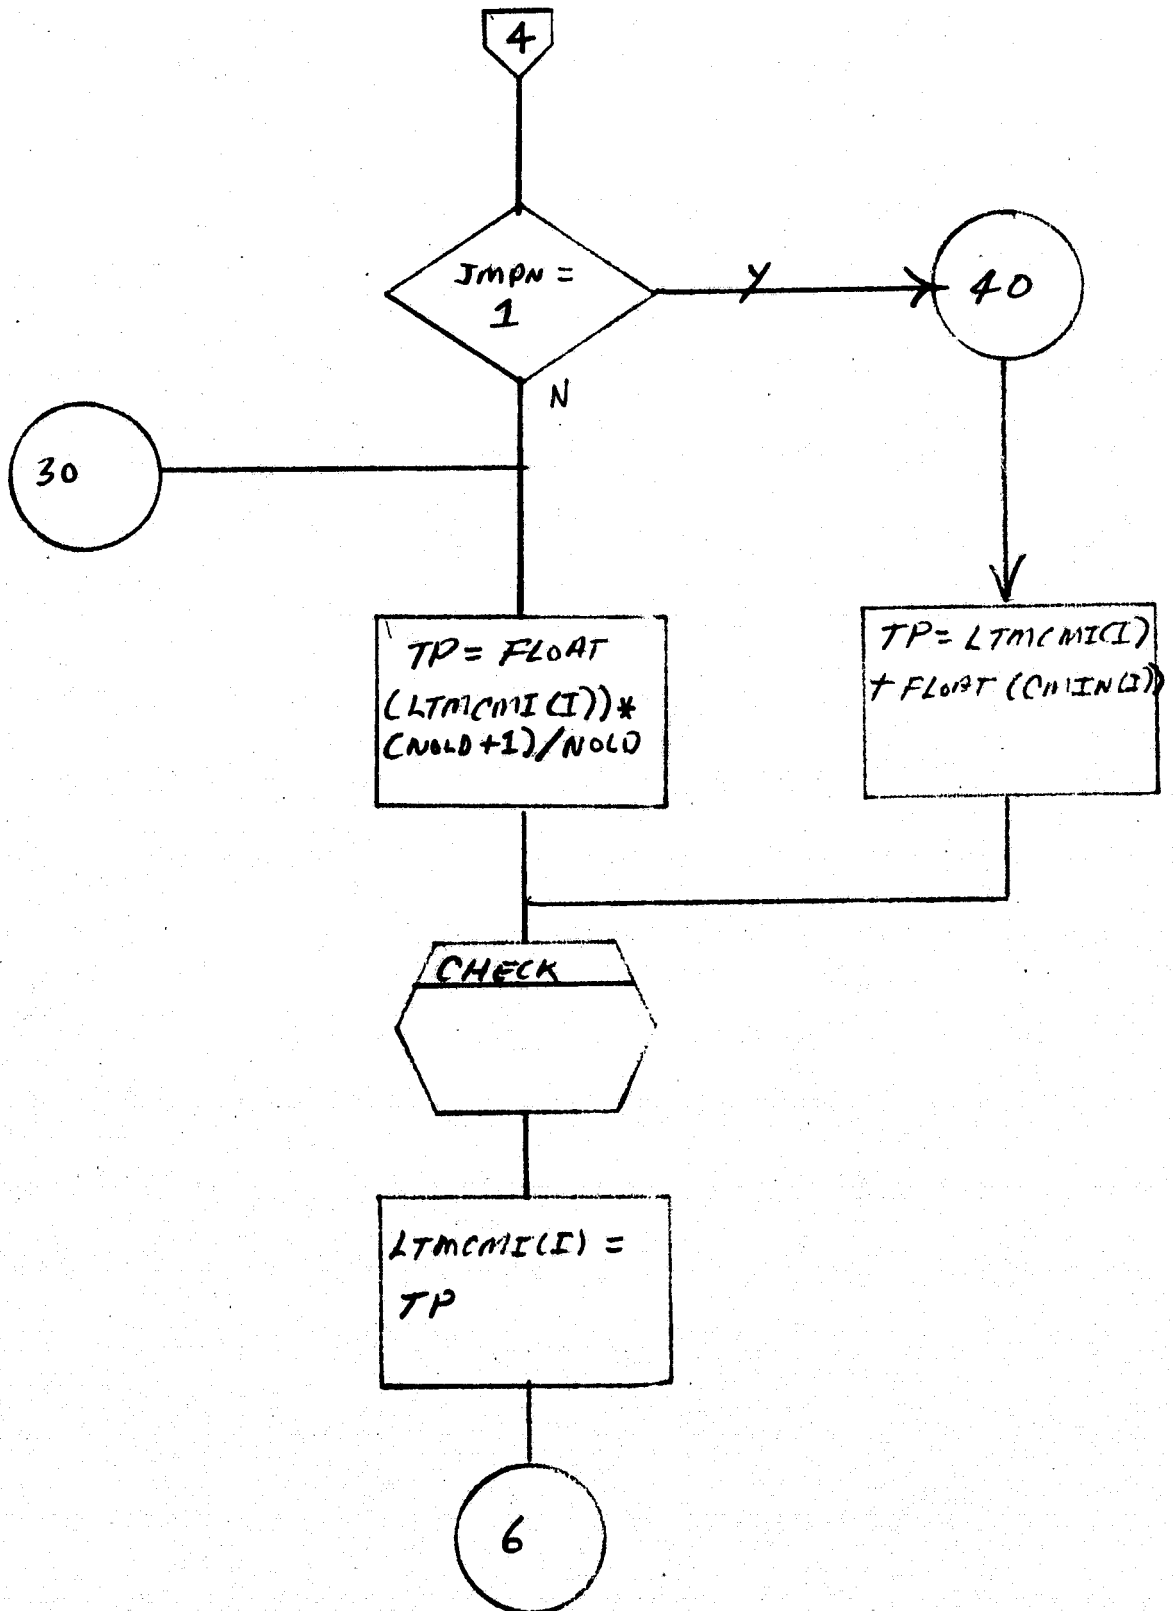 4
JMPN =
1
Y
40
N
30
TP = FLOAT
(LTMCMI(I))*
(NOLD+1)/NOLD
TP = LTMCMI(I)
+ FLOAT (CMIN(I))
CHECK
LTMCMI(I) =
TP
6